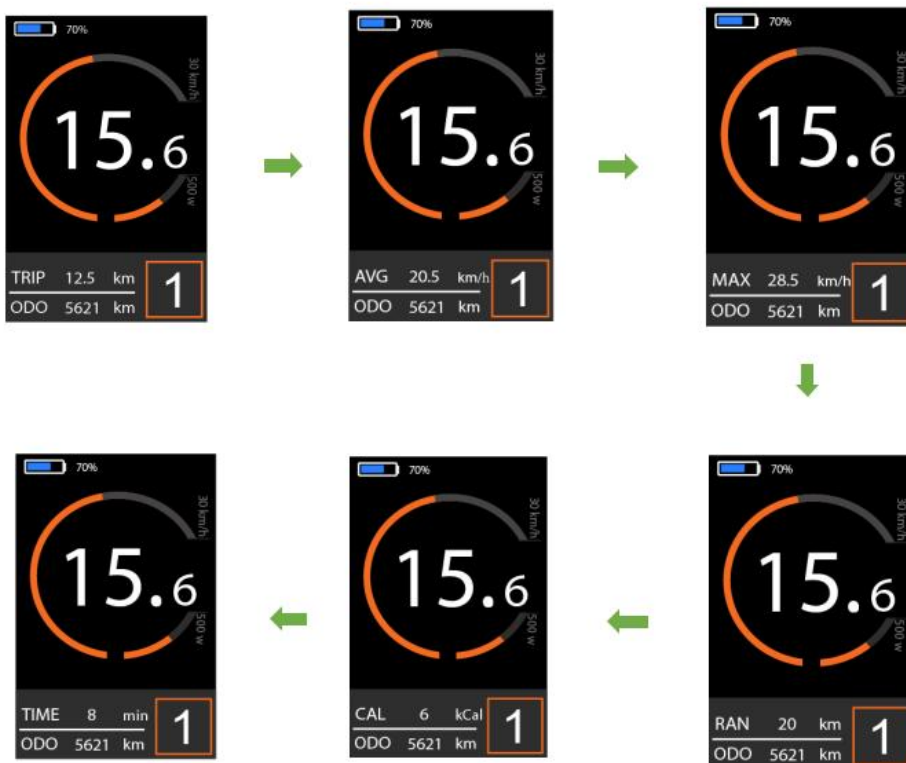 70%
30 km/h
15.6
500 w
TRIP 12.5 km
ODO 5621 km
1
70%
30 km/h
15.6
500 w
AVG 20.5 km/h
ODO 5621 km
1
70%
30 km/h
15.6
500 w
MAX 28.5 km/h
ODO 5621 km
1
70%
30 km/h
15.6
500 w
RAN 20 km
ODO 5621 km
1
70%
30 km/h
15.6
500 w
CAL 6 kCal
ODO 5621 km
1
70%
30 km/h
15.6
500 w
TIME 8 min
ODO 5621 km
1